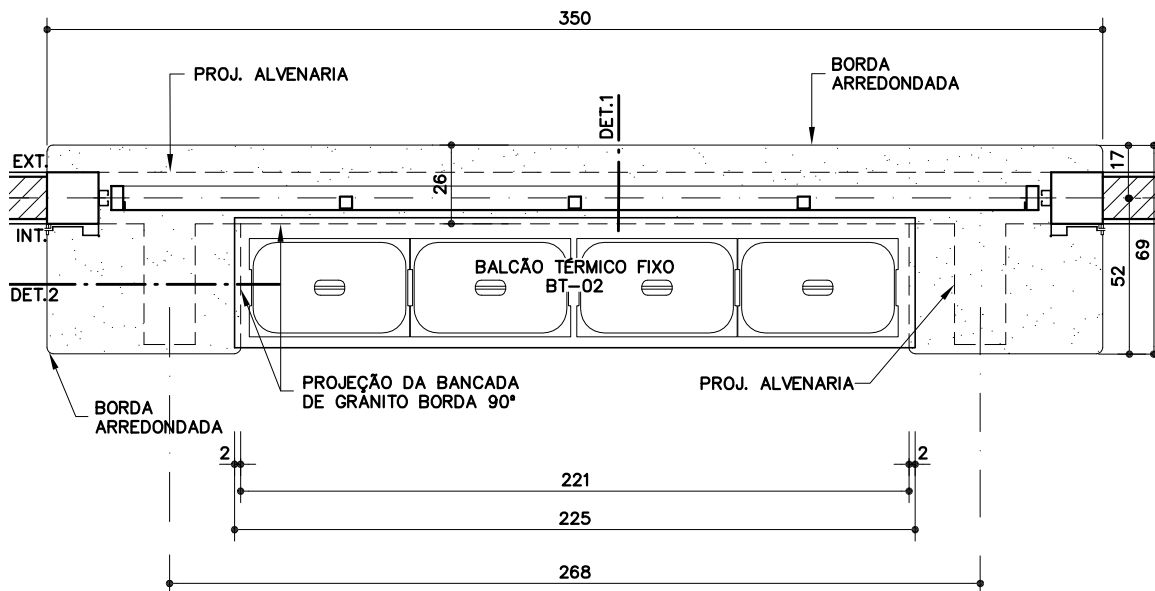 350
PROJ. ALVENARIA
BORDA
ARREDONDADA
DET.1
EXT.
26
17
INT.
BALCÃO TÉRMICO FIXO
BT-02
DET.2
52
69
PROJEÇÃO DA BANCADA
DE GRANITO BORDA 90°
PROJ. ALVENARIA
BORDA
ARREDONDADA
2
2
221
225
268